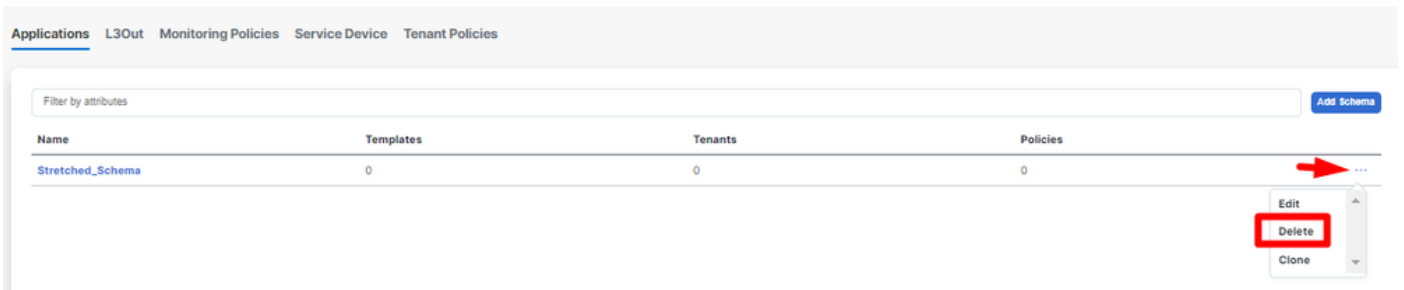 Applications L3Out Monitoring Policies Service Device Tenant Policies
Filter by attributes
Add Schema
Name Templates Tenants Policies
Stretched_Schema 0 0 0 ...
Edit
Delete
Clone